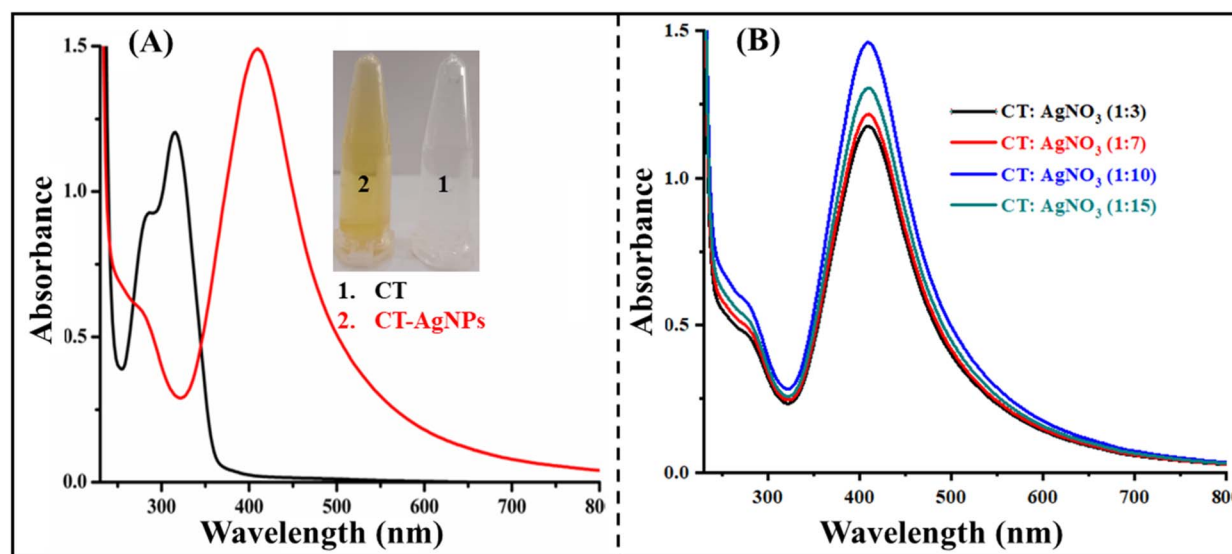 (A)
1.5
1.0
0.5
0.0
Absorbance
300
400
500
600
700
800
Wavelength (nm)
2
1
1. CT
2. CT-AgNPs
(B)
1.5
1.0
0.5
0.0
Absorbance
300
400
500
600
700
80
Wavelength (nm)
CT: AgNO₃ (1:3)
CT: AgNO₃ (1:7)
CT: AgNO₃ (1:10)
CT: AgNO₃ (1:15)